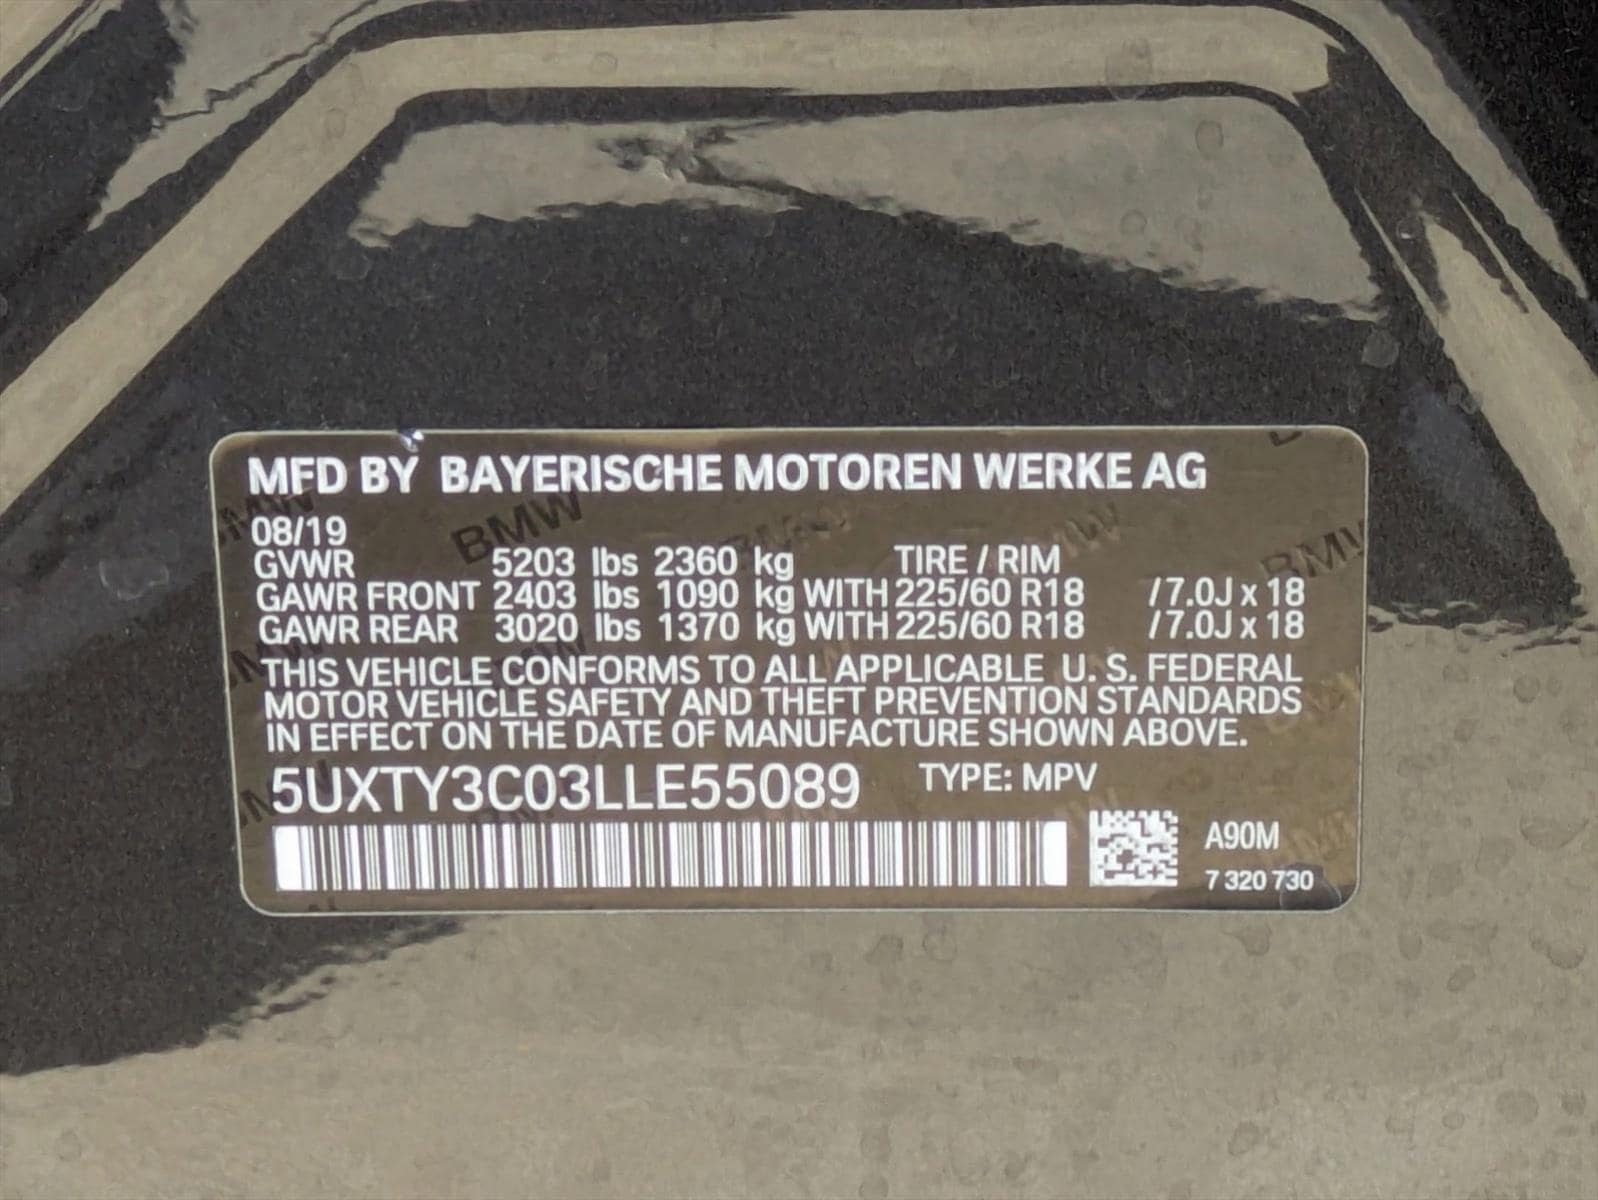 MFD BY BAYERISCHE MOTOREN WERKE AG
08/19
GVWR 5203 lbs 2360 kg TIRE / RIM
GAWR FRONT 2403 lbs 1090 kg WITH 225/60 R18 / 7.0J x 18
GAWR REAR 3020 lbs 1370 kg WITH 225/60 R18 / 7.0J x 18
THIS VEHICLE CONFORMS TO ALL APPLICABLE U. S. FEDERAL
MOTOR VEHICLE SAFETY AND THEFT PREVENTION STANDARDS
IN EFFECT ON THE DATE OF MANUFACTURE SHOWN ABOVE.
5UXTY3C03LLE55089 TYPE: MPV
A90M
7 320 730